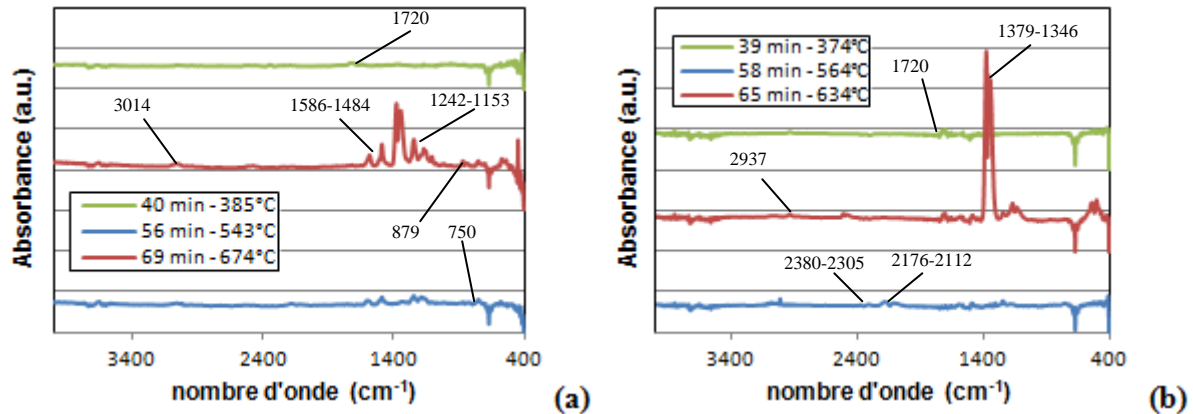 Absorbance (a.u.)
1720
3014
1586-1484
1242-1153
40 min - 385°C
56 min - 543°C
69 min - 674°C
879
750
3400
2400
1400
400
nombre d'onde (cm⁻¹)
(a)
Absorbance (a.u.)
39 min - 374°C
58 min - 564°C
65 min - 634°C
1379-1346
1720
2937
2380-2305
2176-2112
3400
2400
1400
400
nombre d'onde (cm⁻¹)
(b)